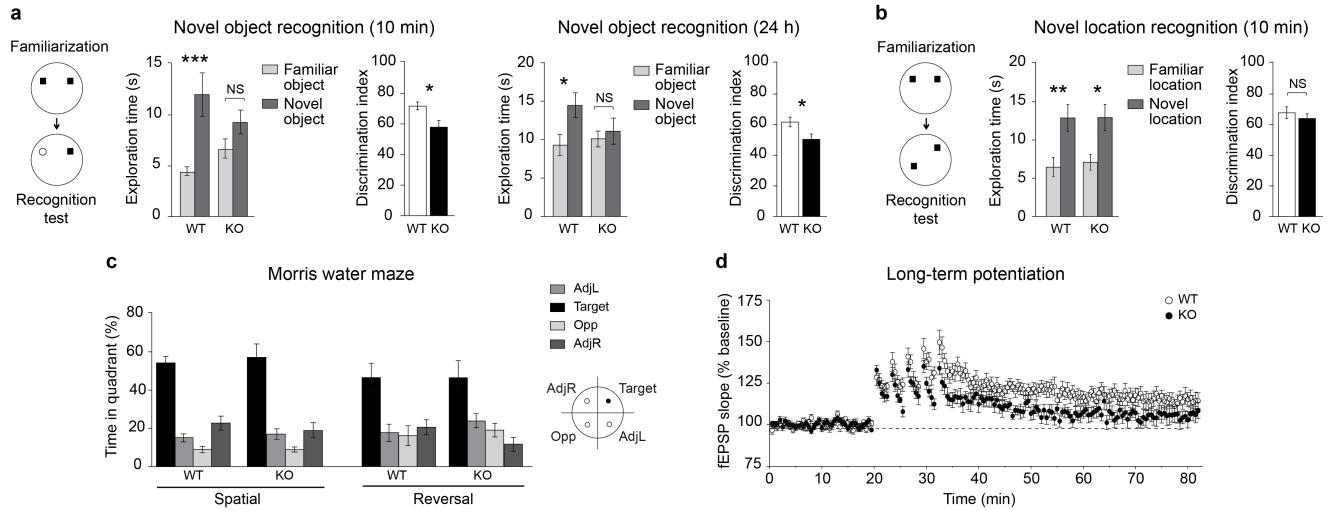 a
Novel object recognition (10 min)
Familiarization
Recognition
test
Exploration time (s)
15
10
5
0
***
NS
WT
KO
Familiar
object
Novel
object
Discrimination index
100
80
60
40
20
0
*
WT KO
Novel object recognition (24 h)
Exploration time (s)
20
15
10
5
0
*
NS
WT
KO
Familiar
object
Novel
object
Discrimination index
100
80
60
40
20
0
*
WT KO
b
Novel location recognition (10 min)
Familiarization
Recognition
test
Exploration time (s)
20
15
10
5
0
**
*
WT
KO
Familiar
location
Novel
location
Discrimination index
100
80
60
40
20
0
NS
WT KO
c
Morris water maze
Time in quadrant (%)
80
60
40
20
0
WT
KO
WT
KO
Spatial
Reversal
AdjL
Target
Opp
AdjR
AdjR
Target
Opp
AdjL
d
Long-term potentiation
fEPSP slope (% baseline)
175
150
125
100
75
WT
KO
0
10
20
30
40
50
60
70
80
Time (min)